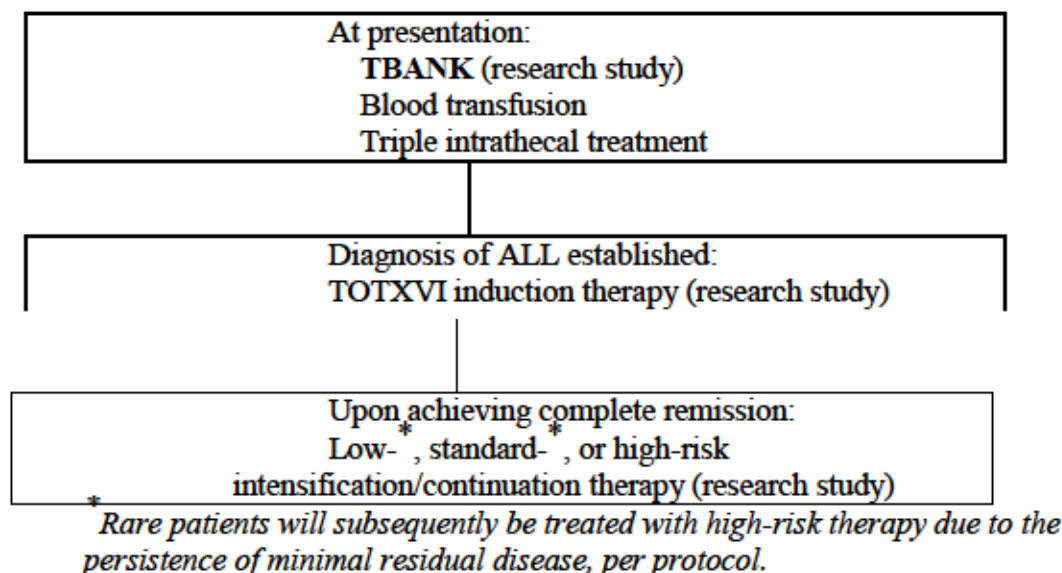 At presentation:
TBANK (research study)
Blood transfusion
Triple intrathecal treatment
Diagnosis of ALL established:
TOTXVI induction therapy (research study)
Upon achieving complete remission:
Low-*, standard-*, or high-risk
intensification/continuation therapy (research study)
*Rare patients will subsequently be treated with high-risk therapy due to the
persistence of minimal residual disease, per protocol.